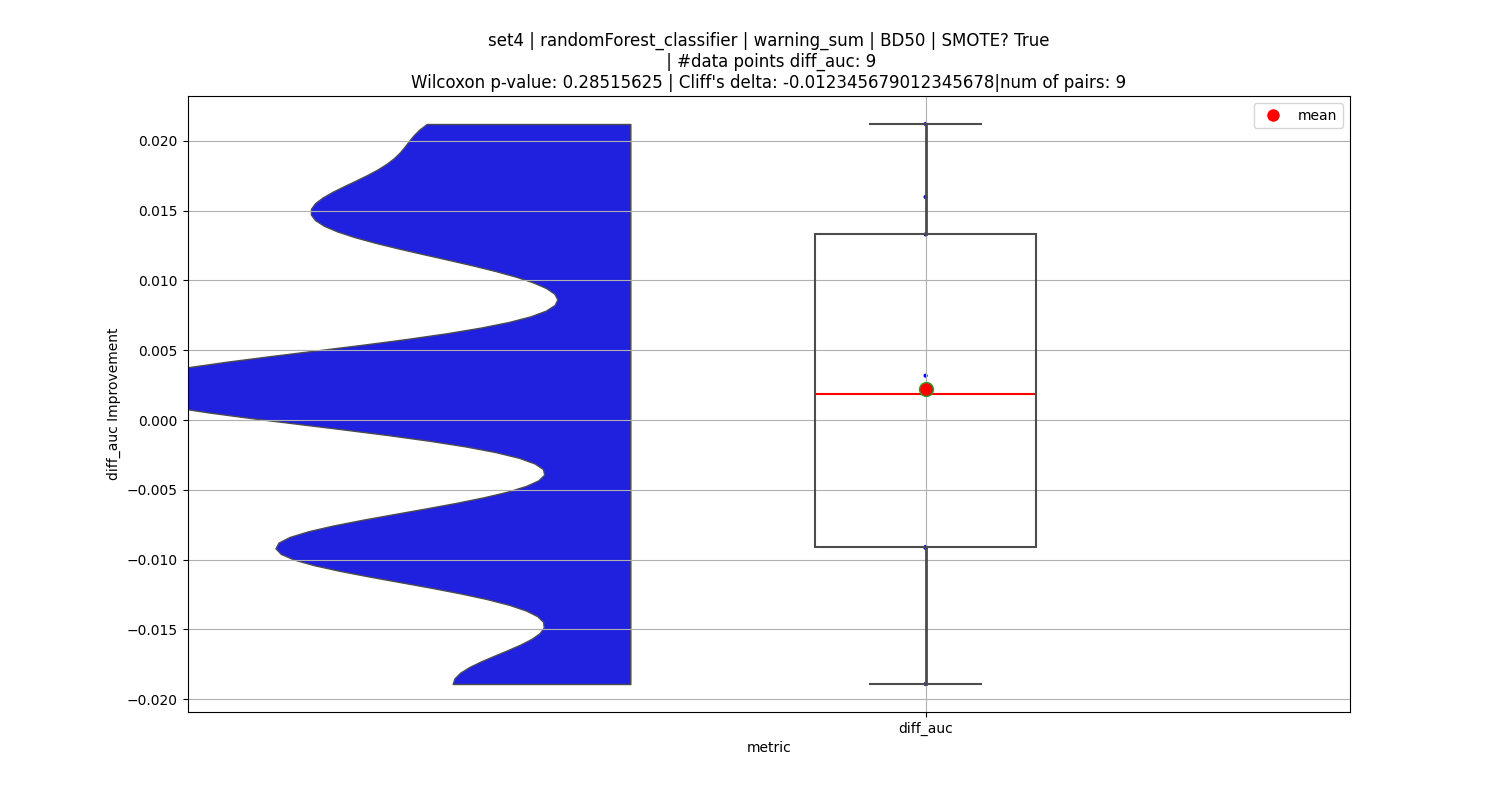 set4 | randomForest_classifier | warning_sum | BD50 | SMOTE? True
| #data points diff_auc: 9
Wilcoxon p-value: 0.28515625 | Cliff's delta: -0.012345679012345678|num of pairs: 9
mean
0.020
0.015
0.010
0.005
0.000
−0.005
−0.010
−0.015
−0.020
diff_auc Improvement
diff_auc
metric